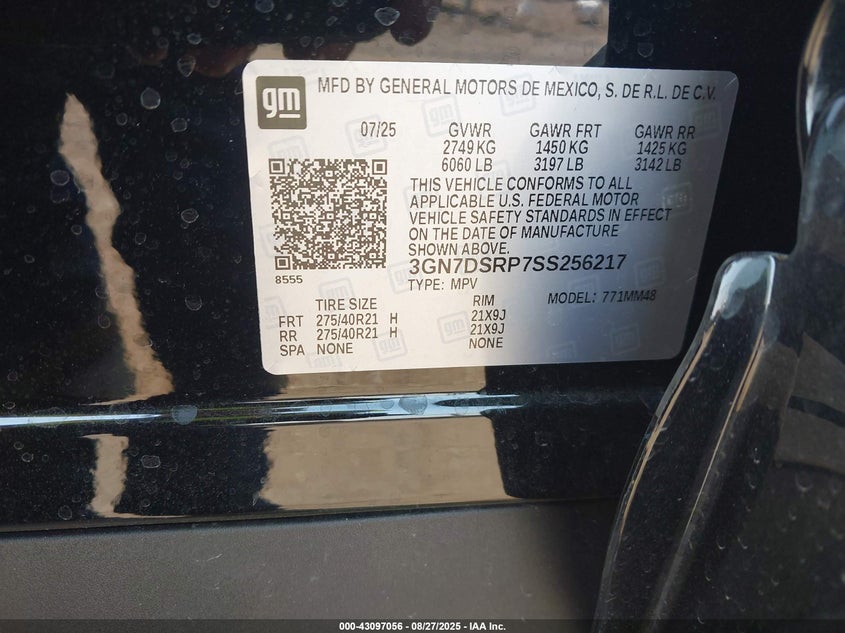 gm
MFD BY GENERAL MOTORS DE MEXICO, S. DE R.L. DE C.V.
07/25 GVWR GAWR FRT GAWR RR
2749 KG 1450 KG 1425 KG
6060 LB 3197 LB 3142 LB
THIS VEHICLE CONFORMS TO ALL
APPLICABLE U.S. FEDERAL MOTOR
VEHICLE SAFETY STANDARDS IN EFFECT
ON THE DATE OF MANUFACTURE
SHOWN ABOVE.
3GN7DSRP7SS256217
8555
TYPE: MPV MODEL: 771MM48
TIRE SIZE RIM
FRT 275/40R21 H 21X9J
RR 275/40R21 H 21X9J
SPA NONE NONE
000-43097056 - 08/27/2025 - IAA Inc.